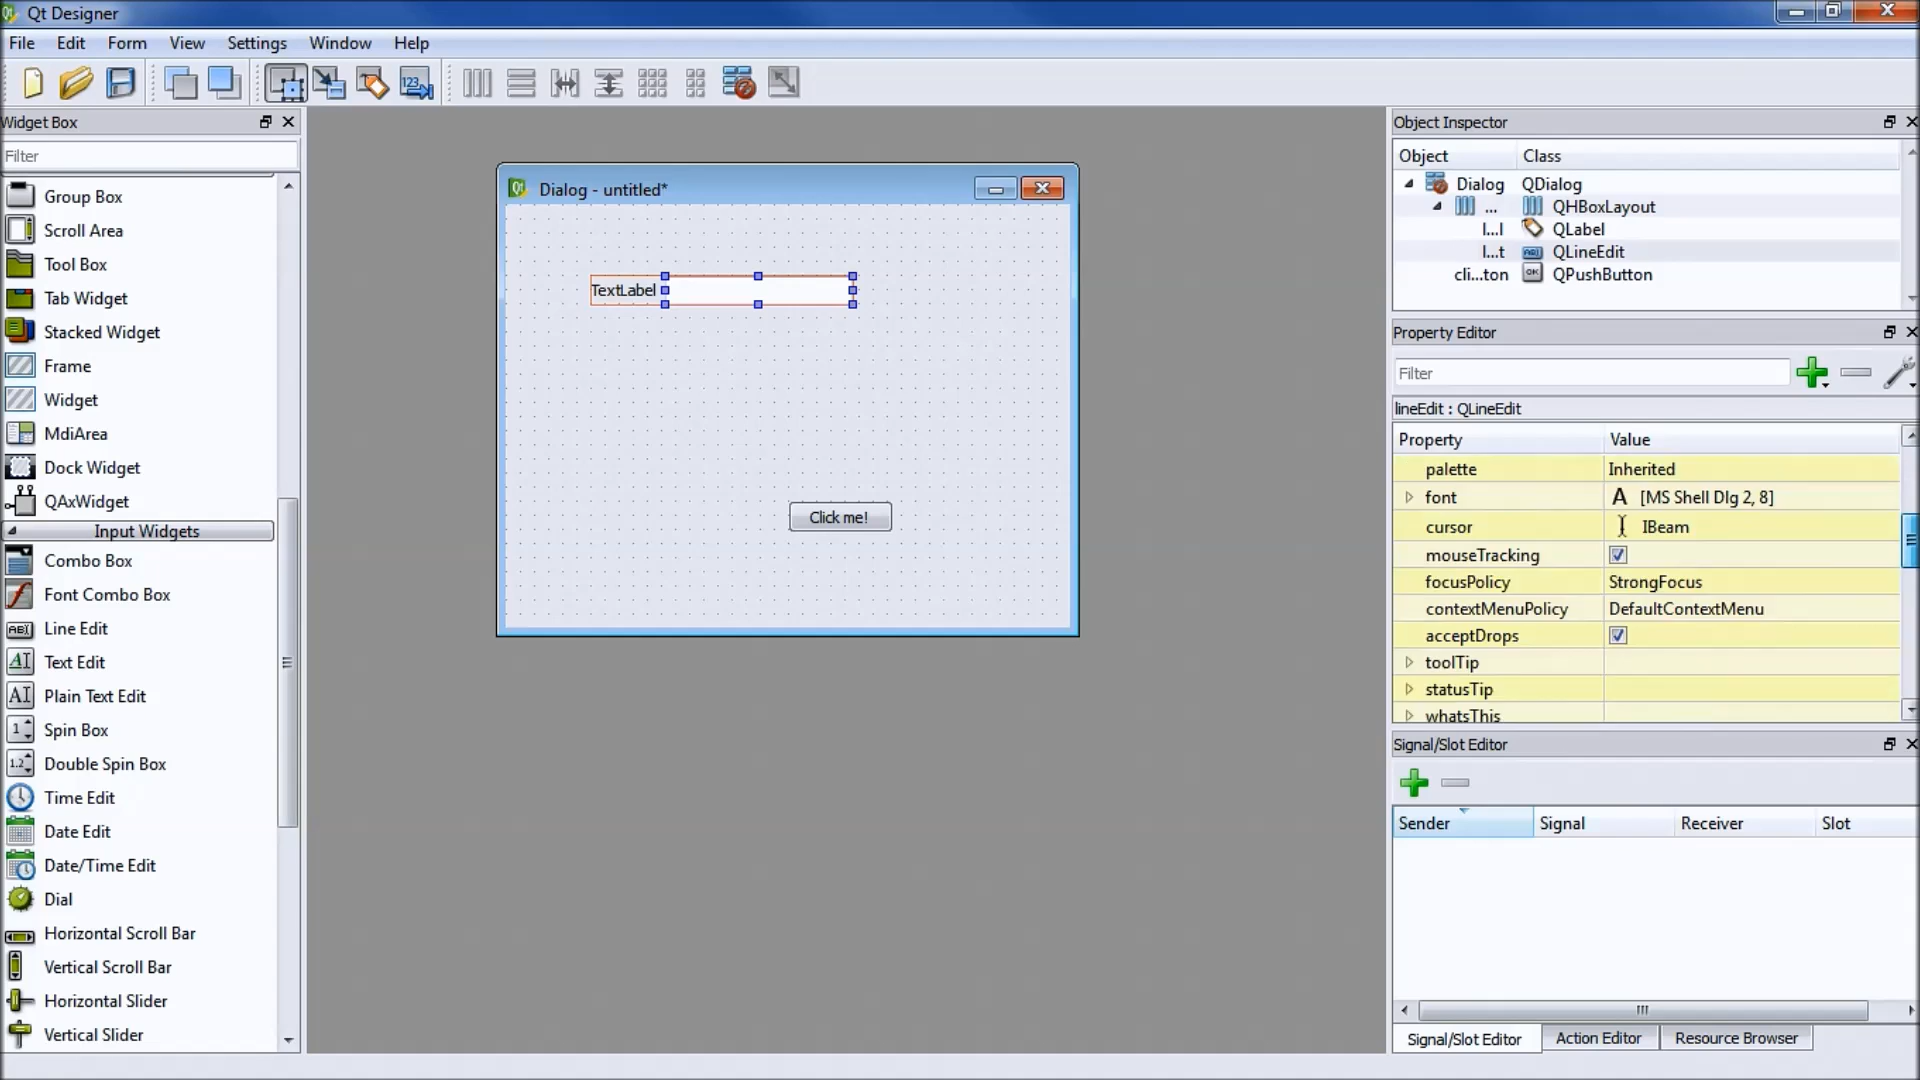 Qt Designer
File Edit Form View Settings Window Help
Widget Box
Filter
Group Box
Scroll Area
Tool Box
Tab Widget
Stacked Widget
Frame
Widget
MdiArea
Dock Widget
QAxWidget
Input Widgets
Combo Box
Font Combo Box
Line Edit
Text Edit
Plain Text Edit
Spin Box
Double Spin Box
Time Edit
Date Edit
Date/Time Edit
Dial
Horizontal Scroll Bar
Vertical Scroll Bar
Horizontal Slider
Vertical Slider
Dialog - untitled*
TextLabel
Click me!
Object Inspector
Object Class
Dialog QDialog
... QHBoxLayout
l...l QLabel
l...t QLineEdit
cli...ton QPushButton
Property Editor
Filter
lineEdit : QLineEdit
Property Value
palette Inherited
font A [MS Shell Dlg 2, 8]
cursor IBeam
mouseTracking
focusPolicy StrongFocus
contextMenuPolicy DefaultContextMenu
acceptDrops
toolTip
statusTip
whatsThis
Signal/Slot Editor
Sender Signal Receiver Slot
Signal/Slot Editor Action Editor Resource Browser